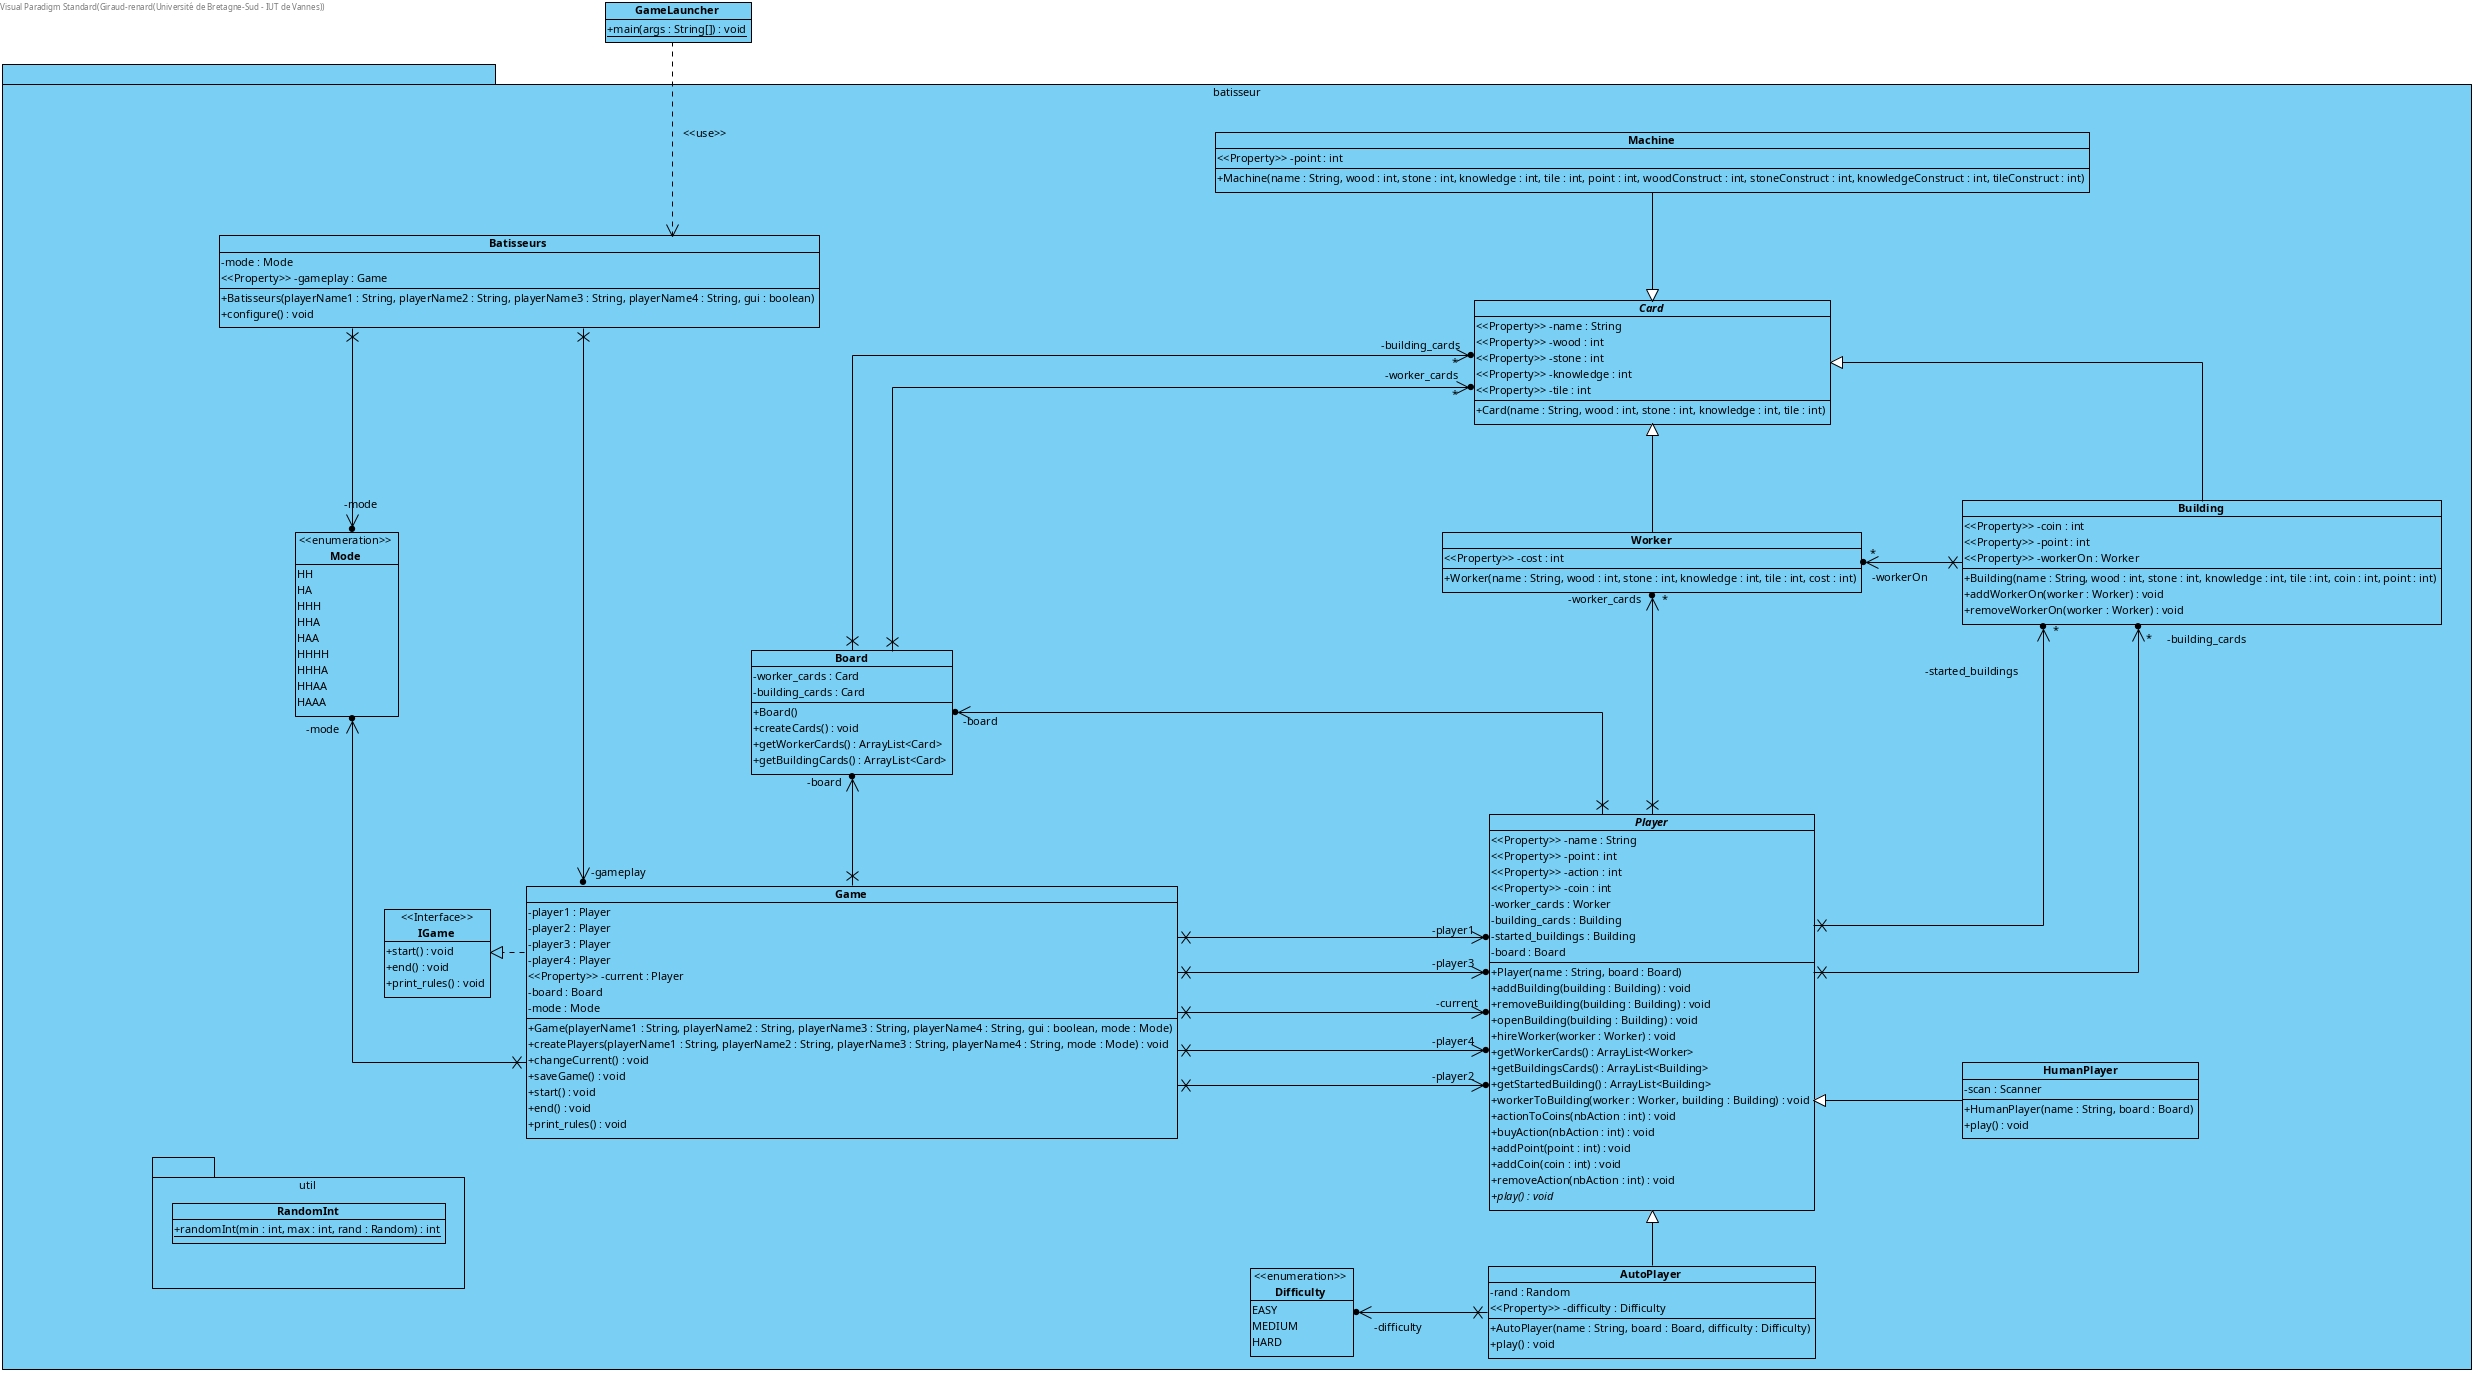 Visual Paradigm Standard(Giraud-renard(Université de Bretagne-Sud - IUT de Vannes))
GameLauncher
+main(args : String[]) : void
batisseur
<<use>>
Machine
<<Property>> -point : int
+Machine(name : String, wood : int, stone : int, knowledge : int, tile : int, point : int, woodConstruct : int, stoneConstruct : int, knowledgeConstruct : int, tileConstruct : int)
Batisseurs
-mode : Mode
<<Property>> -gameplay : Game
+Batisseurs(playerName1 : String, playerName2 : String, playerName3 : String, playerName4 : String, gui : boolean)
+configure() : void
Card
<<Property>> -name : String
<<Property>> -wood : int
<<Property>> -stone : int
<<Property>> -knowledge : int
<<Property>> -tile : int
+Card(name : String, wood : int, stone : int, knowledge : int, tile : int)
-building_cards
*
-worker_cards
*
-mode
<<enumeration>>
Mode
HH
HA
HHH
HHA
HAA
HHHH
HHHA
HHAA
HAAA
-mode
Worker
<<Property>> -cost : int
+Worker(name : String, wood : int, stone : int, knowledge : int, tile : int, cost : int)
-worker_cards
*
*
-workerOn
Building
<<Property>> -coin : int
<<Property>> -point : int
<<Property>> -workerOn : Worker
+Building(name : String, wood : int, stone : int, knowledge : int, tile : int, coin : int, point : int)
+addWorkerOn(worker : Worker) : void
+removeWorkerOn(worker : Worker) : void
*
*
-building_cards
-started_buildings
Board
-worker_cards : Card
-building_cards : Card
+Board()
+createCards() : void
+getWorkerCards() : ArrayList<Card>
+getBuildingCards() : ArrayList<Card>
-board
-board
-gameplay
<<Interface>>
IGame
+start() : void
+end() : void
+print_rules() : void
Game
-player1 : Player
-player2 : Player
-player3 : Player
-player4 : Player
<<Property>> -current : Player
-board : Board
-mode : Mode
+Game(playerName1 : String, playerName2 : String, playerName3 : String, playerName4 : String, gui : boolean, mode : Mode)
+createPlayers(playerName1 : String, playerName2 : String, playerName3 : String, playerName4 : String, mode : Mode) : void
+changeCurrent() : void
+saveGame() : void
+start() : void
+end() : void
+print_rules() : void
-player1
-player3
-current
-player4
-player2
Player
<<Property>> -name : String
<<Property>> -point : int
<<Property>> -action : int
<<Property>> -coin : int
-worker_cards : Worker
-building_cards : Building
-started_buildings : Building
-board : Board
+Player(name : String, board : Board)
+addBuilding(building : Building) : void
+removeBuilding(building : Building) : void
+openBuilding(building : Building) : void
+hireWorker(worker : Worker) : void
+getWorkerCards() : ArrayList<Worker>
+getBuildingsCards() : ArrayList<Building>
+getStartedBuilding() : ArrayList<Building>
+workerToBuilding(worker : Worker, building : Building) : void
+actionToCoins(nbAction : int) : void
+buyAction(nbAction : int) : void
+addPoint(point : int) : void
+addCoin(coin : int) : void
+removeAction(nbAction : int) : void
+play() : void
HumanPlayer
-scan : Scanner
+HumanPlayer(name : String, board : Board)
+play() : void
util
RandomInt
+randomInt(min : int, max : int, rand : Random) : int
<<enumeration>>
Difficulty
EASY
MEDIUM
HARD
-difficulty
AutoPlayer
-rand : Random
<<Property>> -difficulty : Difficulty
+AutoPlayer(name : String, board : Board, difficulty : Difficulty)
+play() : void